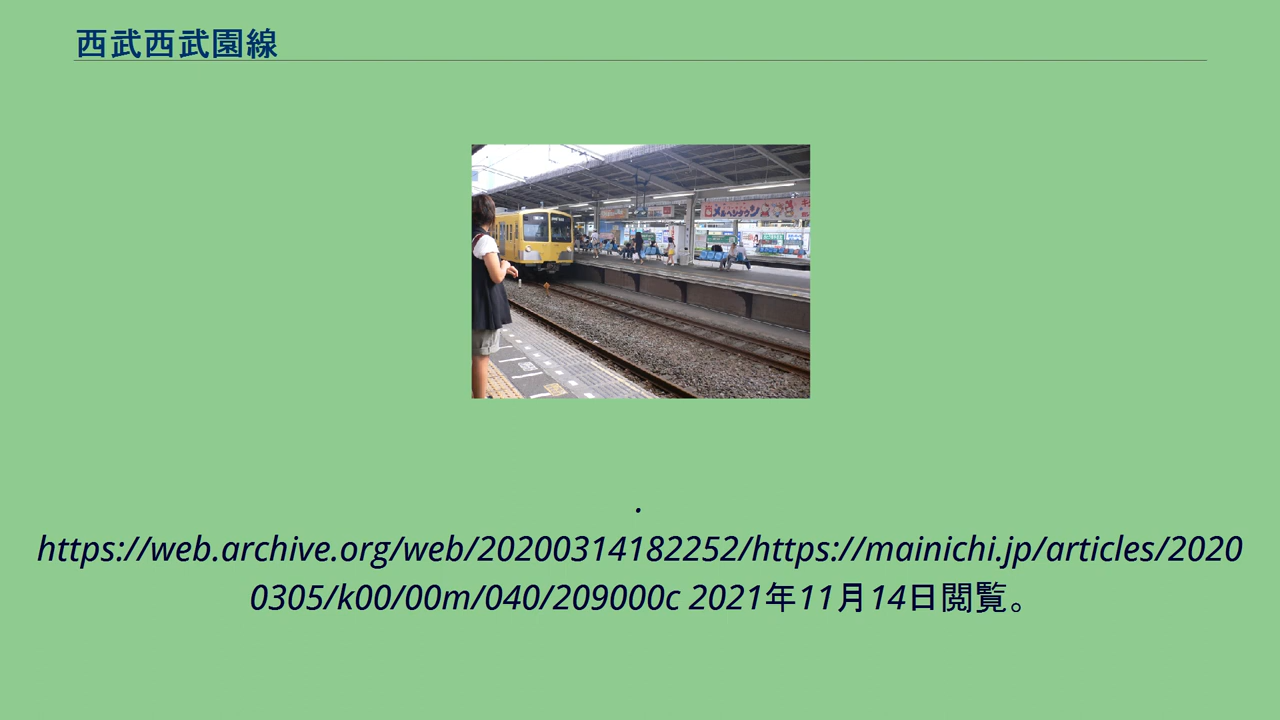 西武西武園線
.
https://web.archive.org/web/20200314182252/https://mainichi.jp/articles/2020
0305/k00/00m/040/209000c 2021年11月14日閲覧。